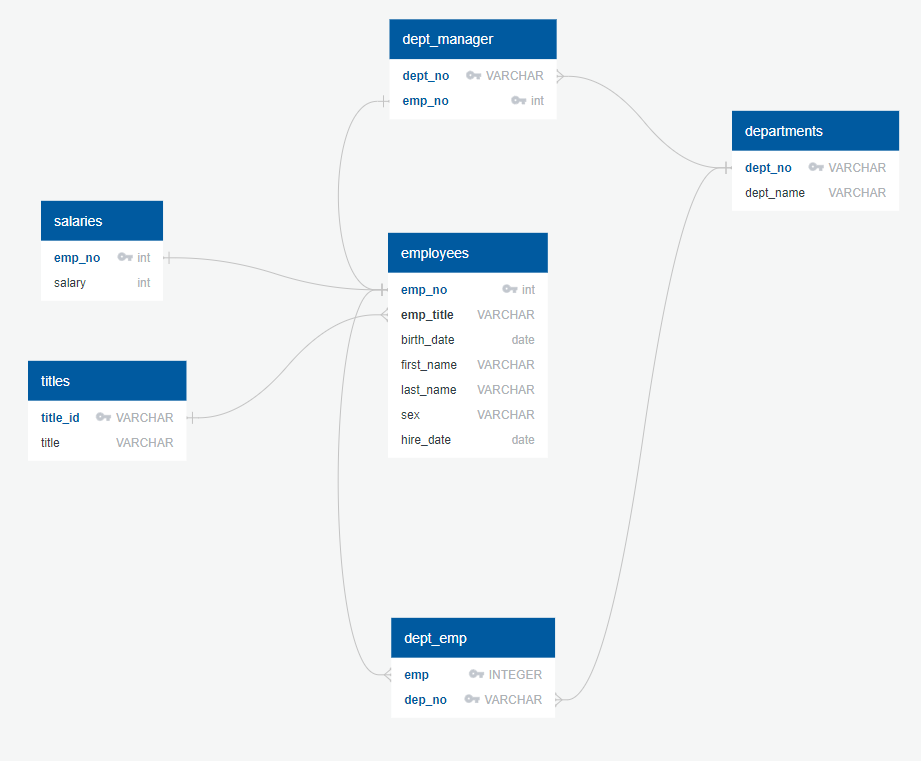 dept_manager
dept_no VARCHAR
emp_no int
departments
dept_no VARCHAR
dept_name VARCHAR
salaries
emp_no int
salary int
employees
emp_no int
emp_title VARCHAR
birth_date date
first_name VARCHAR
last_name VARCHAR
sex VARCHAR
hire_date date
titles
title_id VARCHAR
title VARCHAR
dept_emp
emp INTEGER
dep_no VARCHAR